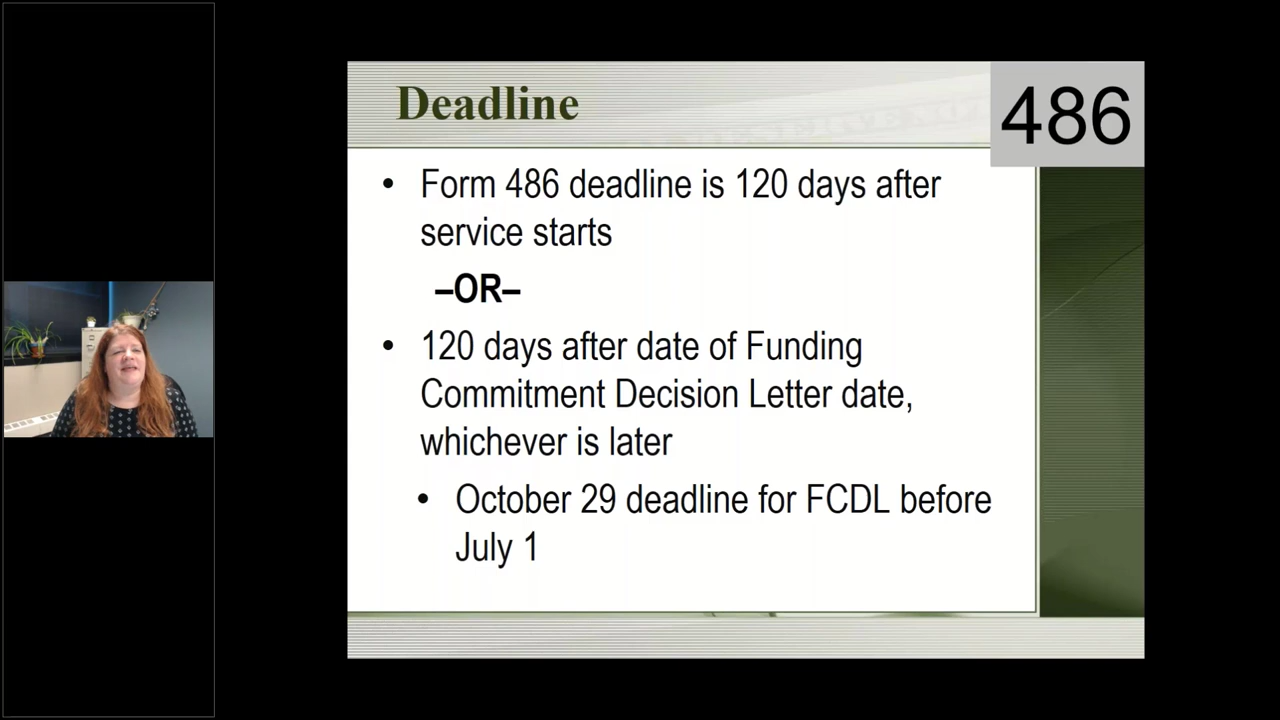 Deadline
486
• Form 486 deadline is 120 days after
service starts
–OR–
• 120 days after date of Funding
Commitment Decision Letter date,
whichever is later
• October 29 deadline for FCDL before
July 1